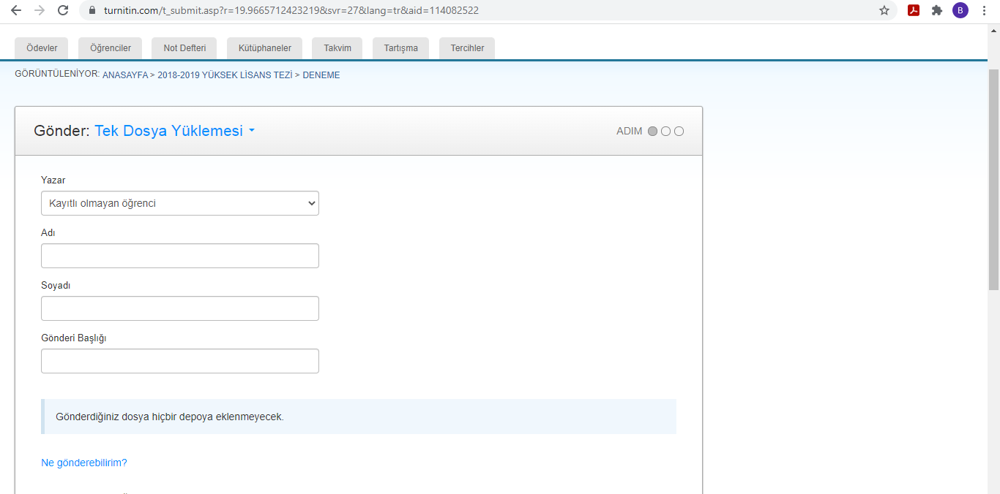 turnitin.com/t_submit.asp?r=19.9665712423219&svr=27&lang=tr&aid=114082522
B
Ödevler Öğrenciler Not Defteri Kütüphaneler Takvim Tartışma Tercihler
GÖRÜNTÜLENİYOR: ANASAYFA > 2018-2019 YÜKSEK LİSANS TEZİ > DENEME
Gönder: Tek Dosya Yüklemesi
ADIM
Yazar
Kayıtlı olmayan öğrenci
Adı
Soyadı
Gönderi Başlığı
Gönderdiğiniz dosya hiçbir depoya eklenmeyecek.
Ne gönderebilirim?